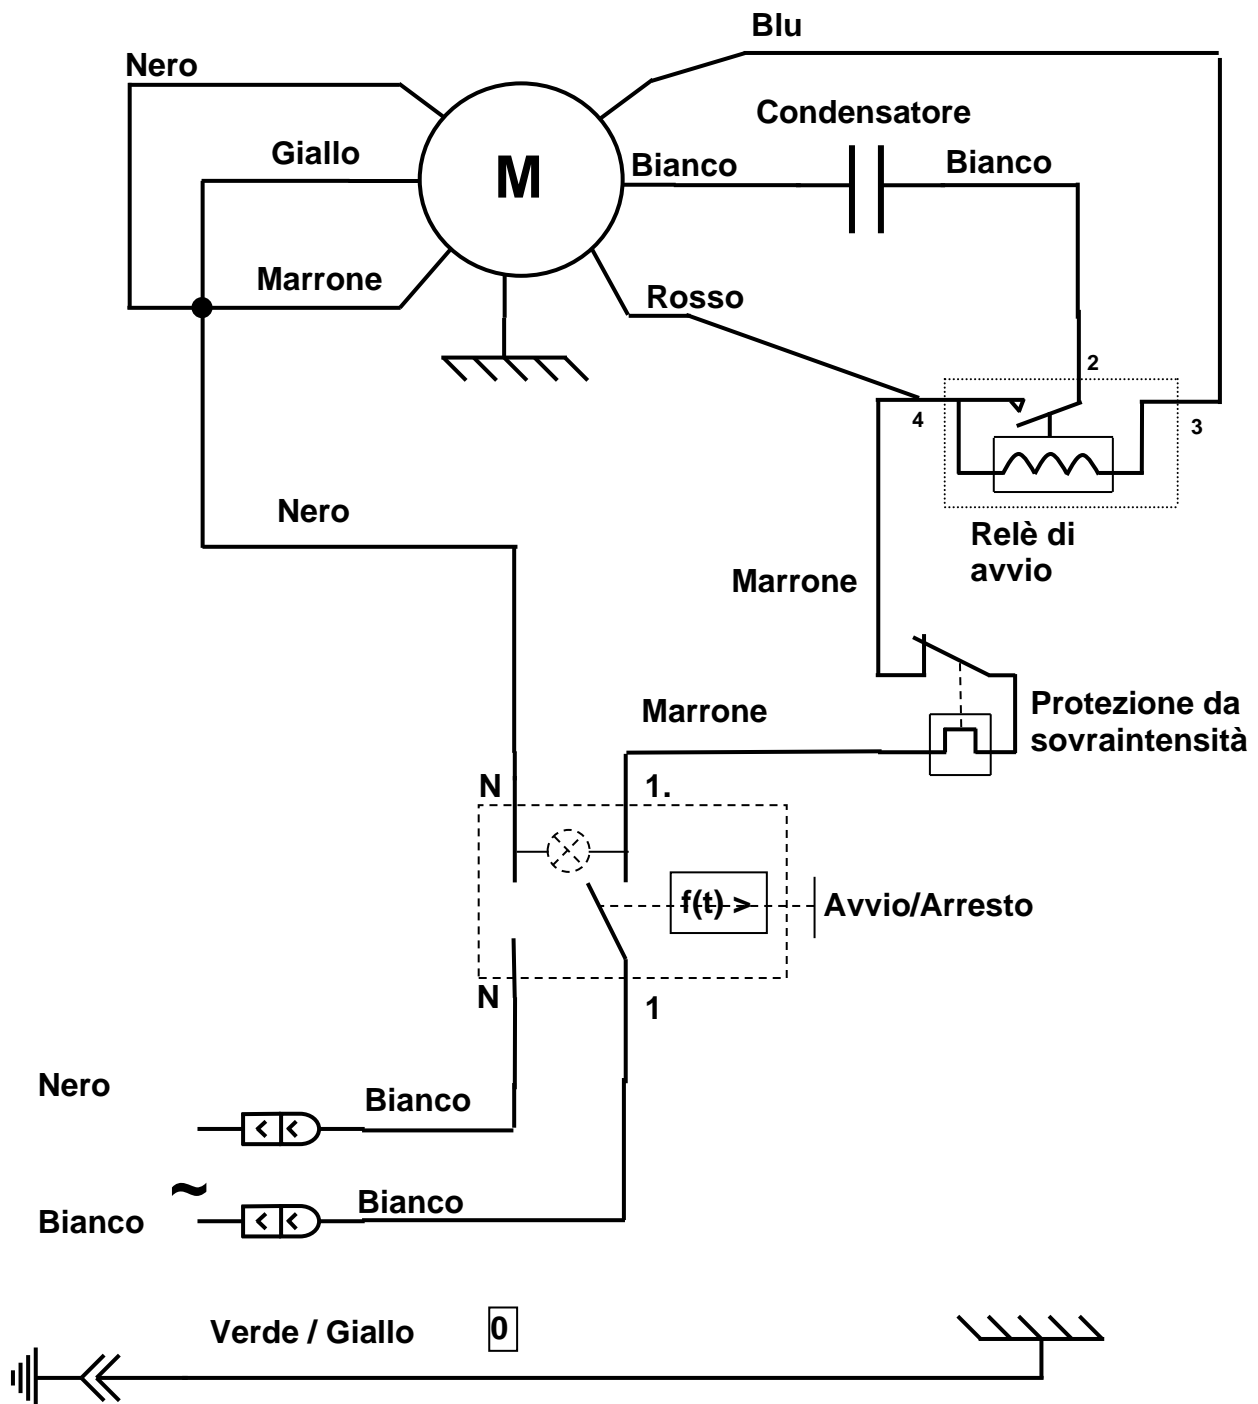 Blu
Nero
Condensatore
Giallo
M
Bianco
Bianco
Marrone
Rosso
2
4
3
Nero
Relè di
avvio
Marrone
Protezione da
sovraintensità
Marrone
N
1.
f(t) >
Avvio/Arresto
N
1
Nero
Bianco
~
Bianco
Bianco
Verde / Giallo
0